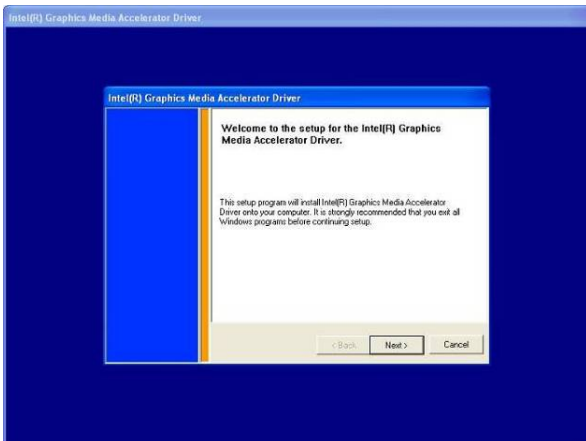 Intel(R) Graphics Media Accelerator Driver
Intel(R) Graphics Media Accelerator Driver
Welcome to the setup for the Intel(R) Graphics
Media Accelerator Driver.
This setup program will install Intel(R) Graphics Media Accelerator
Driver onto your computer. It is strongly recommended that you exit all
Windows programs before continuing setup.
< Back Next > Cancel